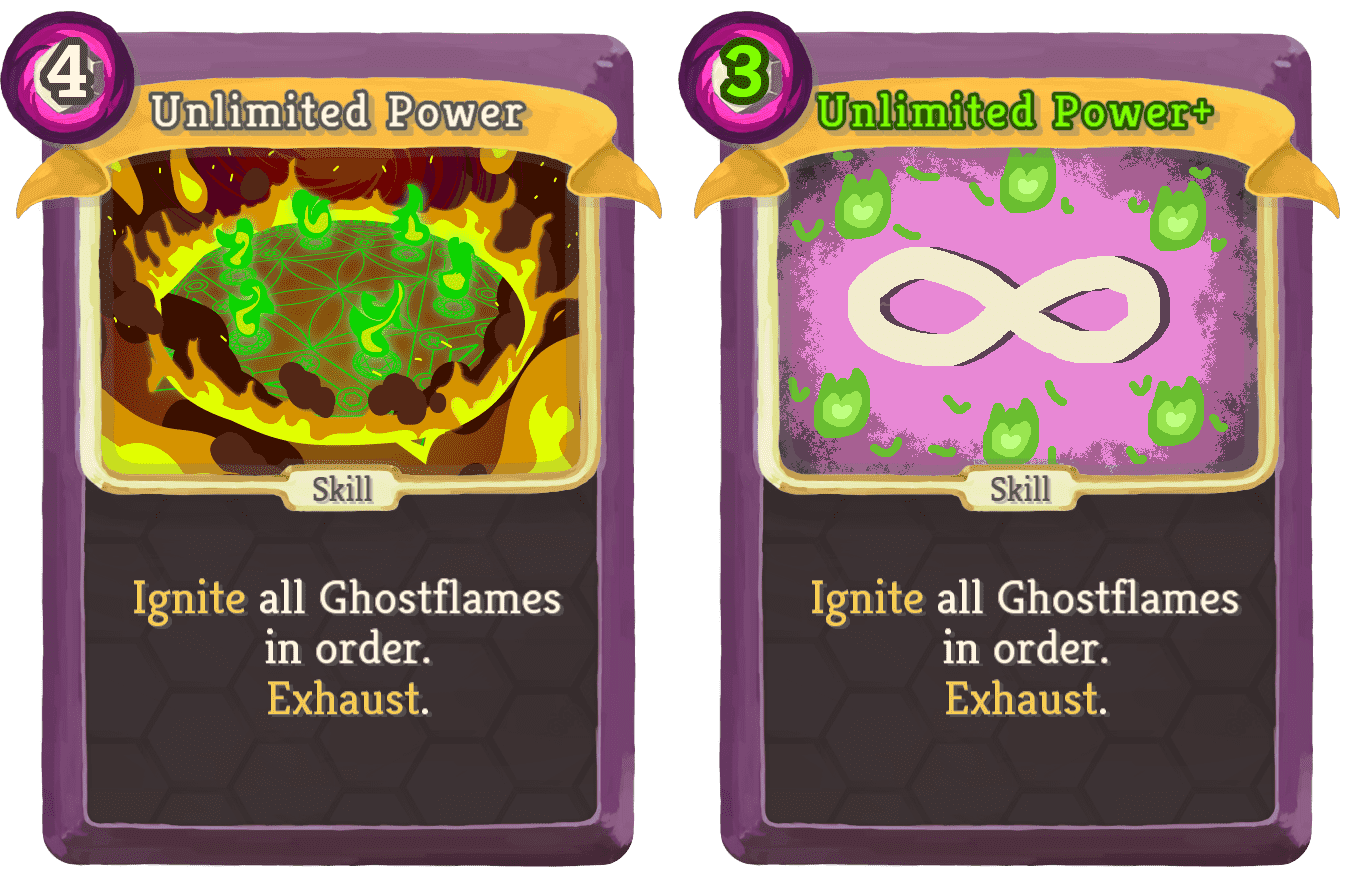 4
Unlimited Power
Skill
Ignite all Ghostflames
in order.
Exhaust.
3
Unlimited Power+
Skill
Ignite all Ghostflames
in order.
Exhaust.